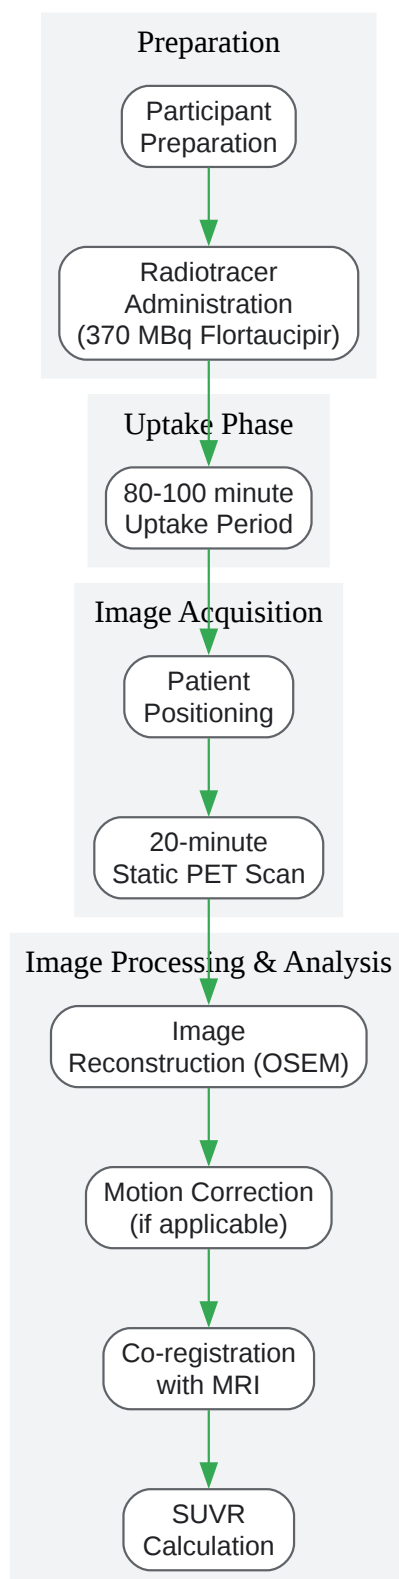 Preparation
Participant
Preparation
Radiotracer
Administration
(370 MBq Flortaucipir)
Uptake Phase
80-100 minute
Uptake Period
Image Acquisition
Patient
Positioning
20-minute
Static PET Scan
Image Processing & Analysis
Image
Reconstruction (OSEM)
Motion Correction
(if applicable)
Co-registration
with MRI
SUVR
Calculation